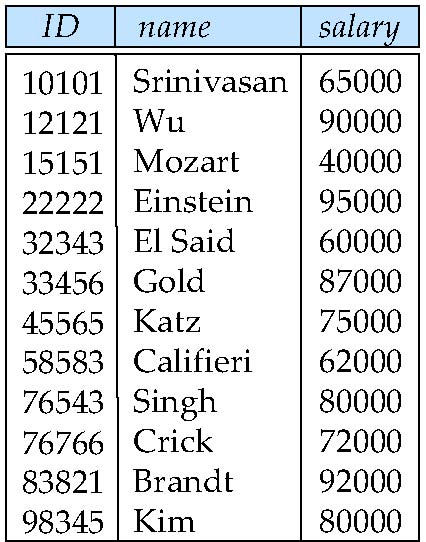 ID name salary
10101 Srinivasan 65000
12121 Wu 90000
15151 Mozart 40000
22222 Einstein 95000
32343 El Said 60000
33456 Gold 87000
45565 Katz 75000
58583 Califieri 62000
76543 Singh 80000
76766 Crick 72000
83821 Brandt 92000
98345 Kim 80000